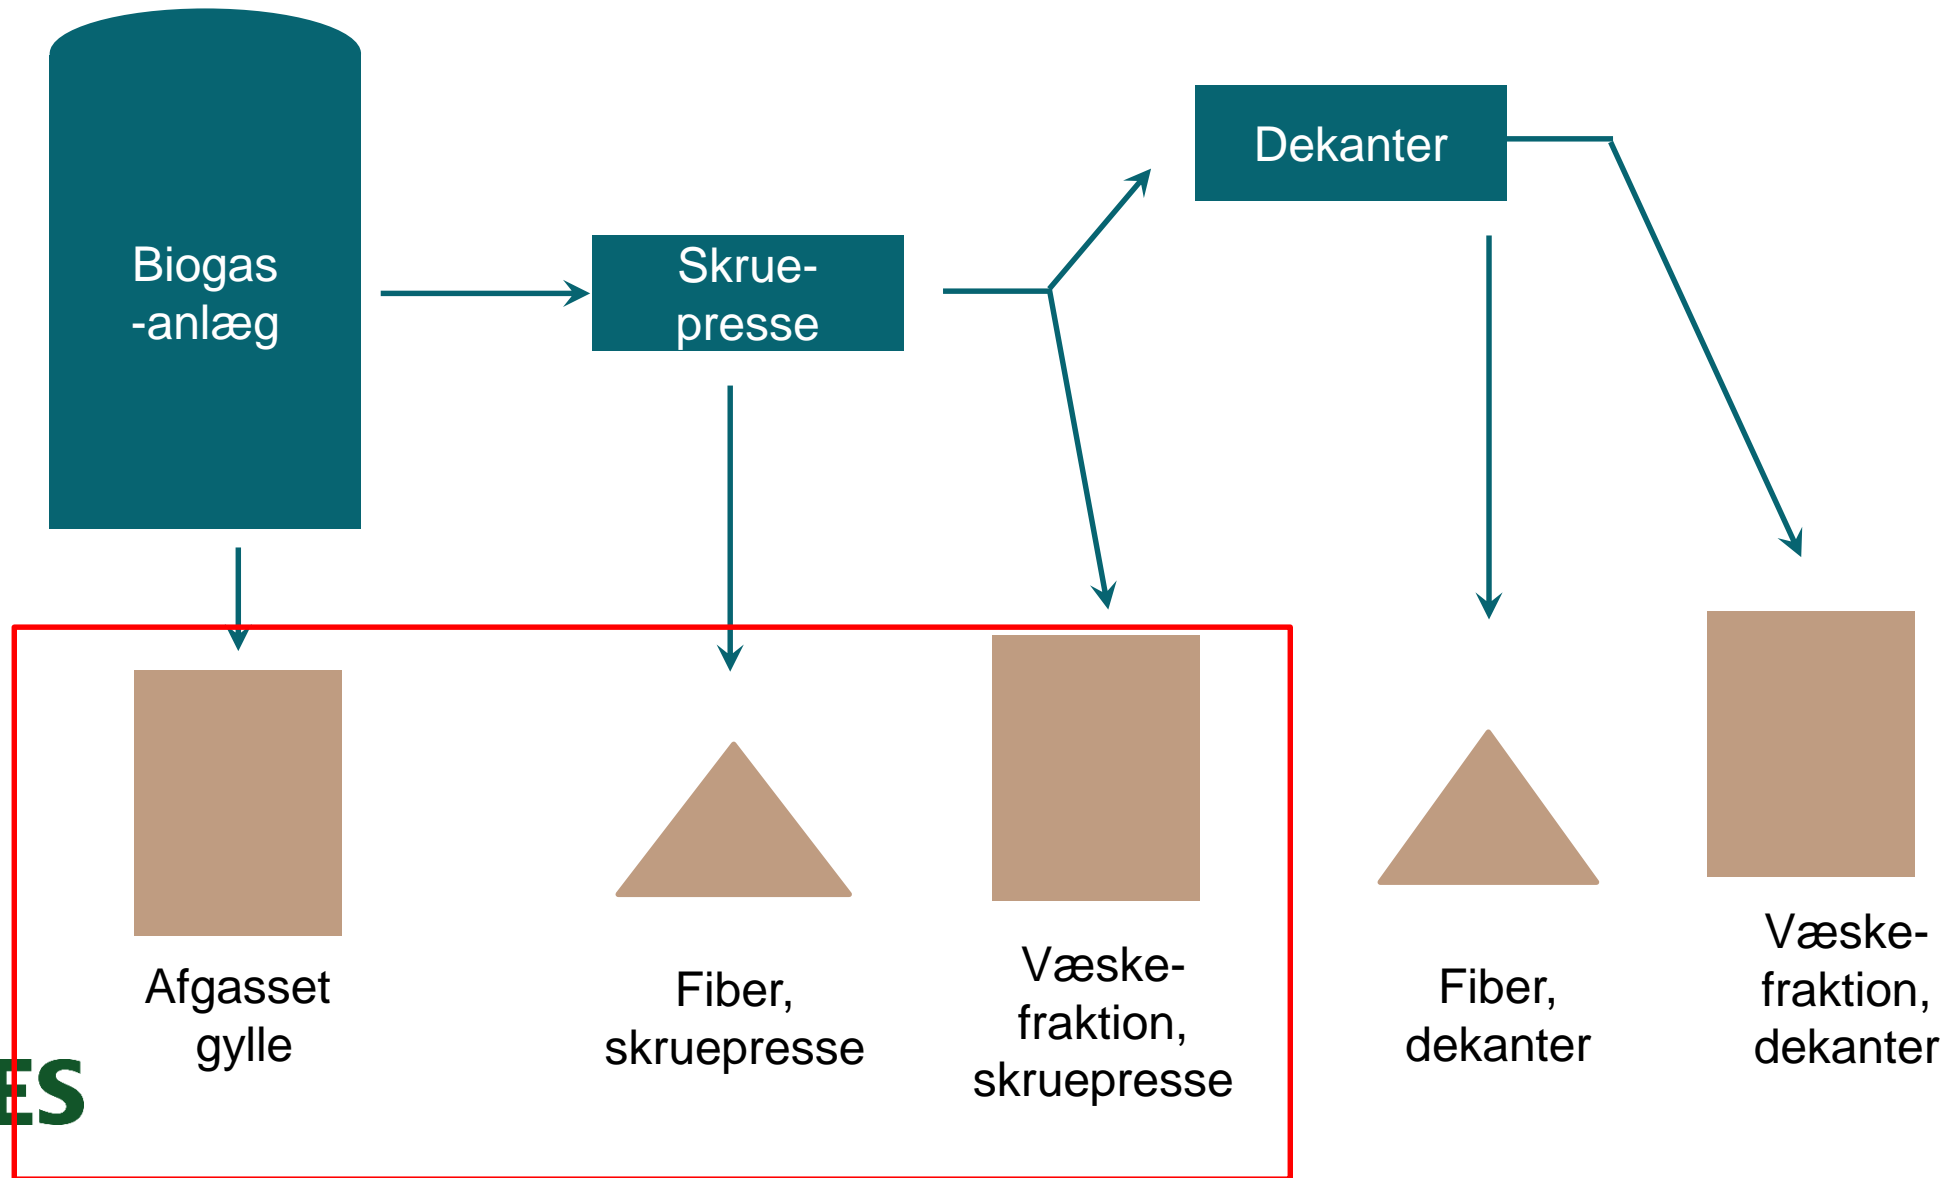 Biogas
-anlæg
Skrue-
presse
Dekanter
Afgasset
gylle
Fiber,
skruepresse
Væske-
fraktion,
skruepresse
Fiber,
dekanter
Væske-
fraktion,
dekanter
ES